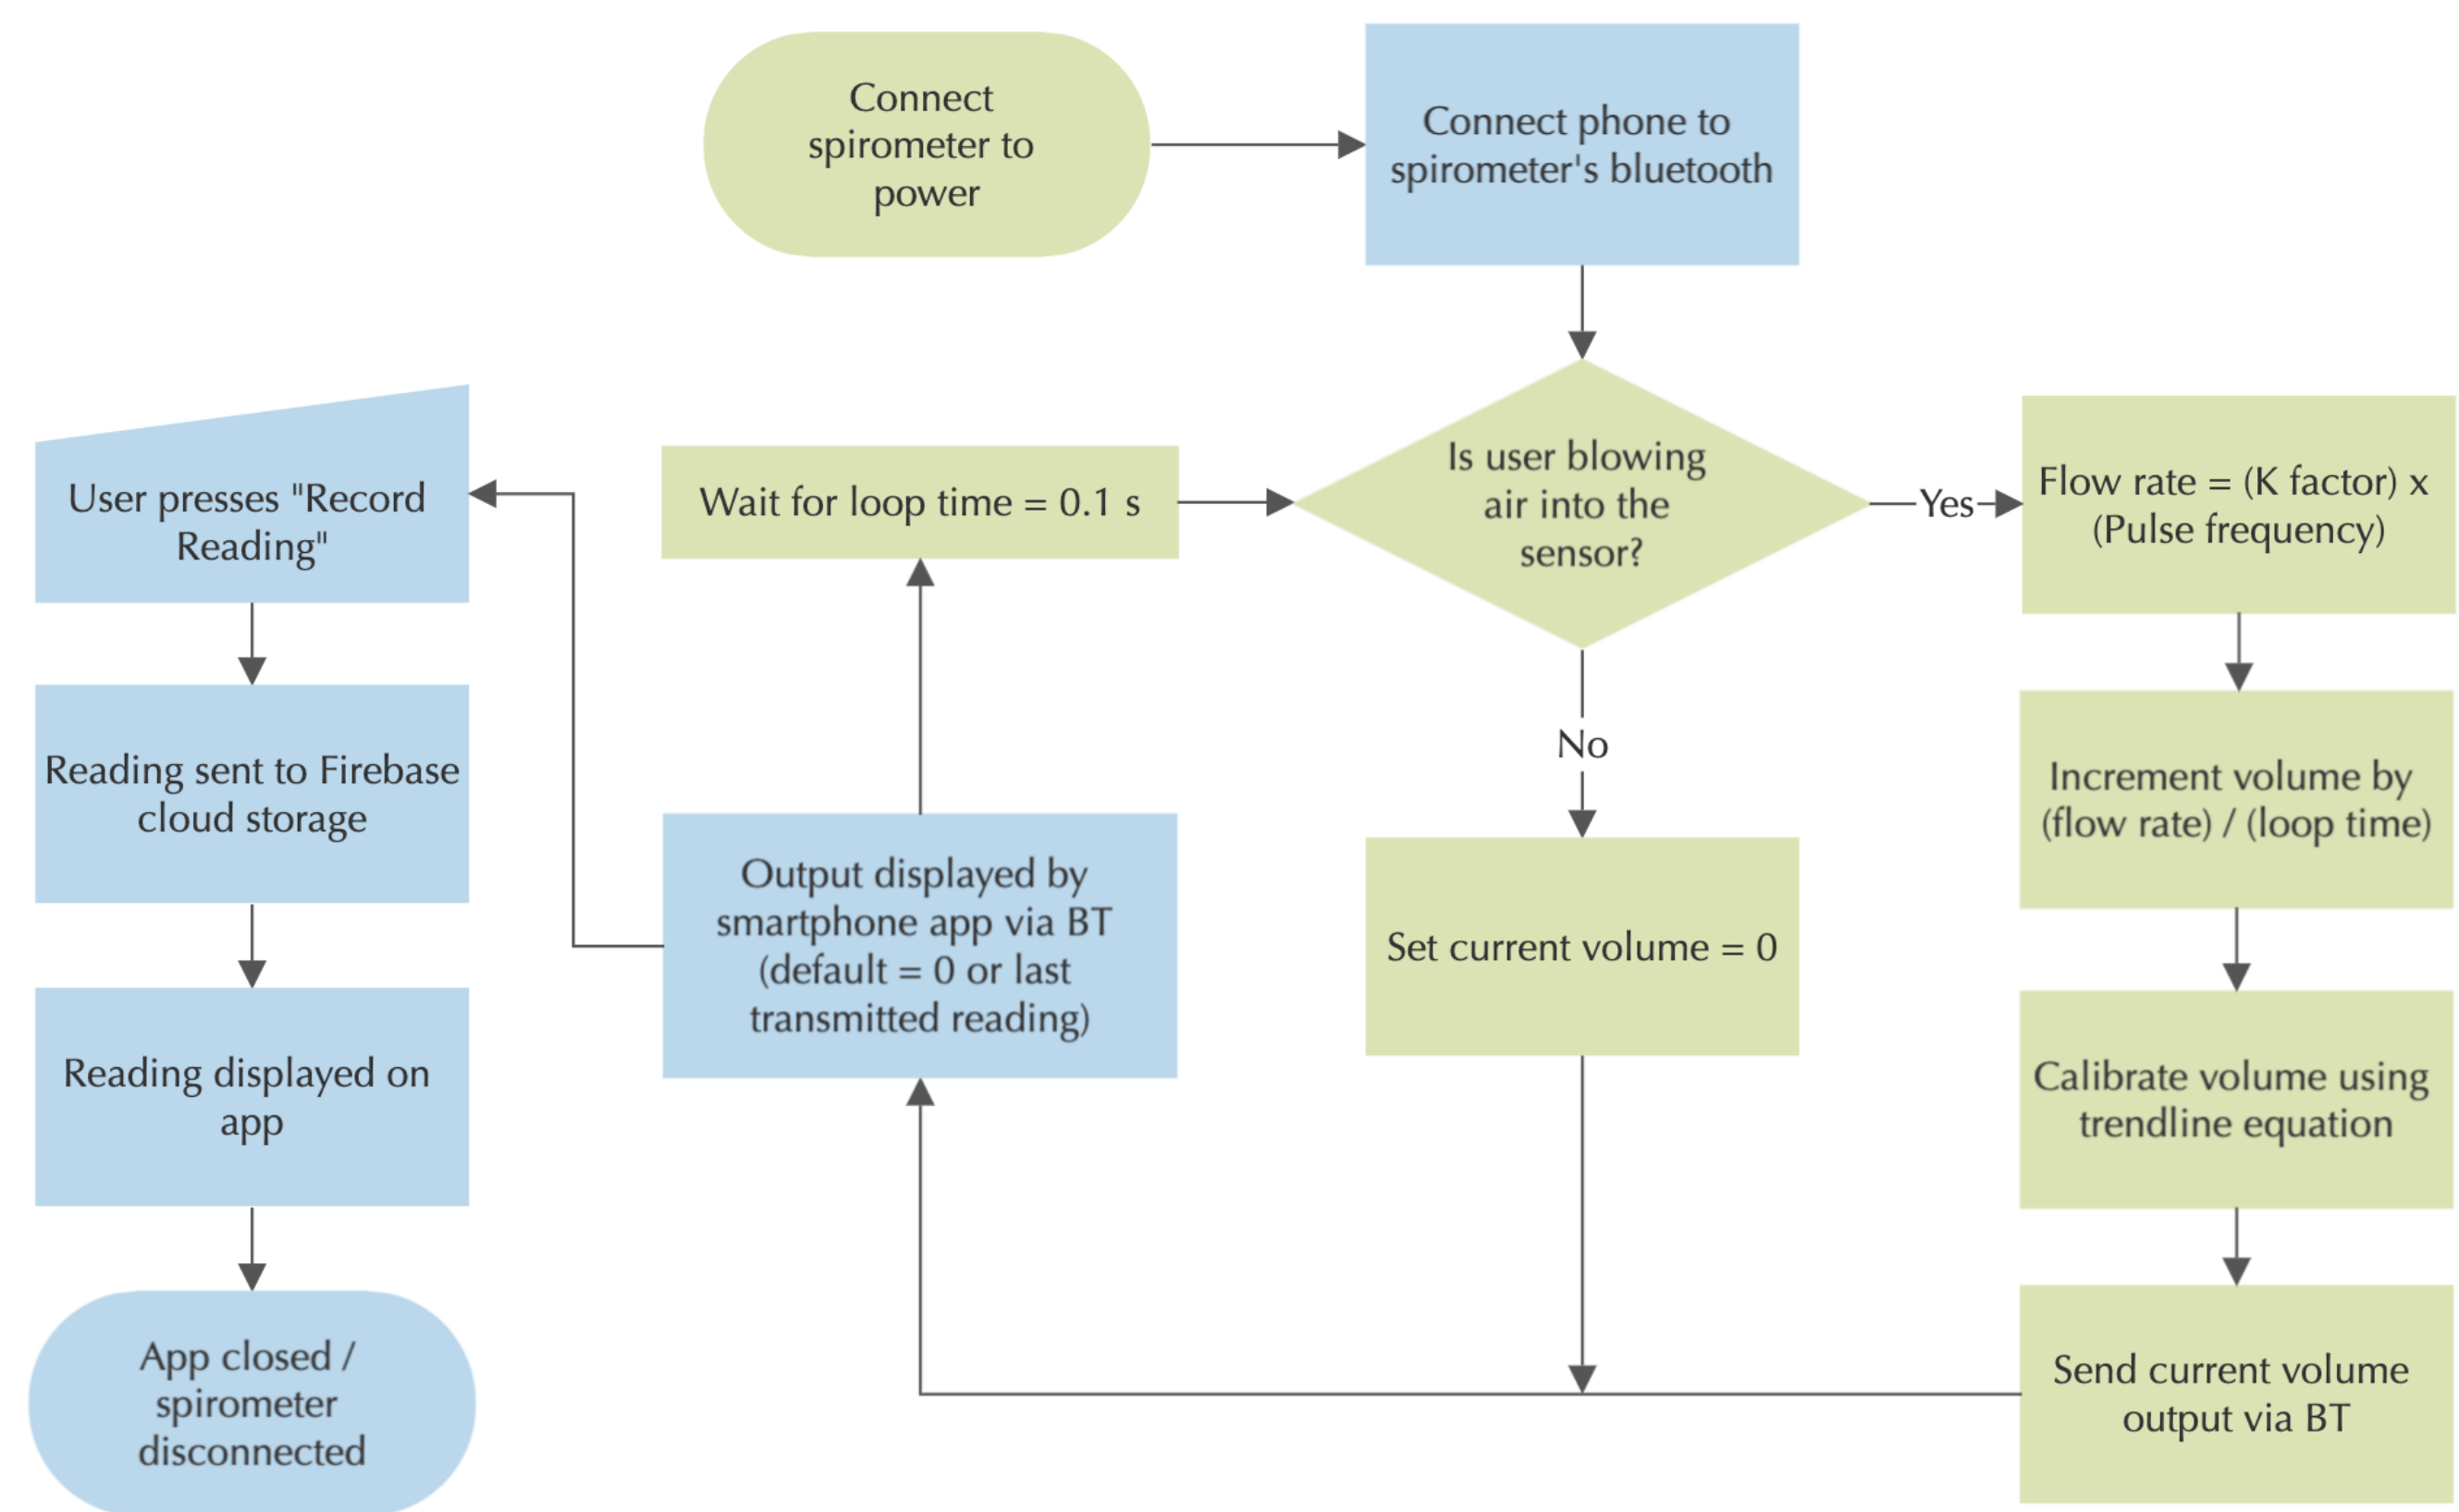 Connect
spirometer to
power
Connect phone to
spirometer's bluetooth
Is user blowing
air into the
sensor?
Yes
Flow rate = (K factor) x
(Pulse frequency)
Increment volume by
(flow rate) / (loop time)
Calibrate volume using
trendline equation
Send current volume
output via BT
No
Set current volume = 0
Output displayed by
smartphone app via BT
(default = 0 or last
transmitted reading)
Wait for loop time = 0.1 s
User presses "Record
Reading"
Reading sent to Firebase
cloud storage
Reading displayed on
app
App closed /
spirometer
disconnected